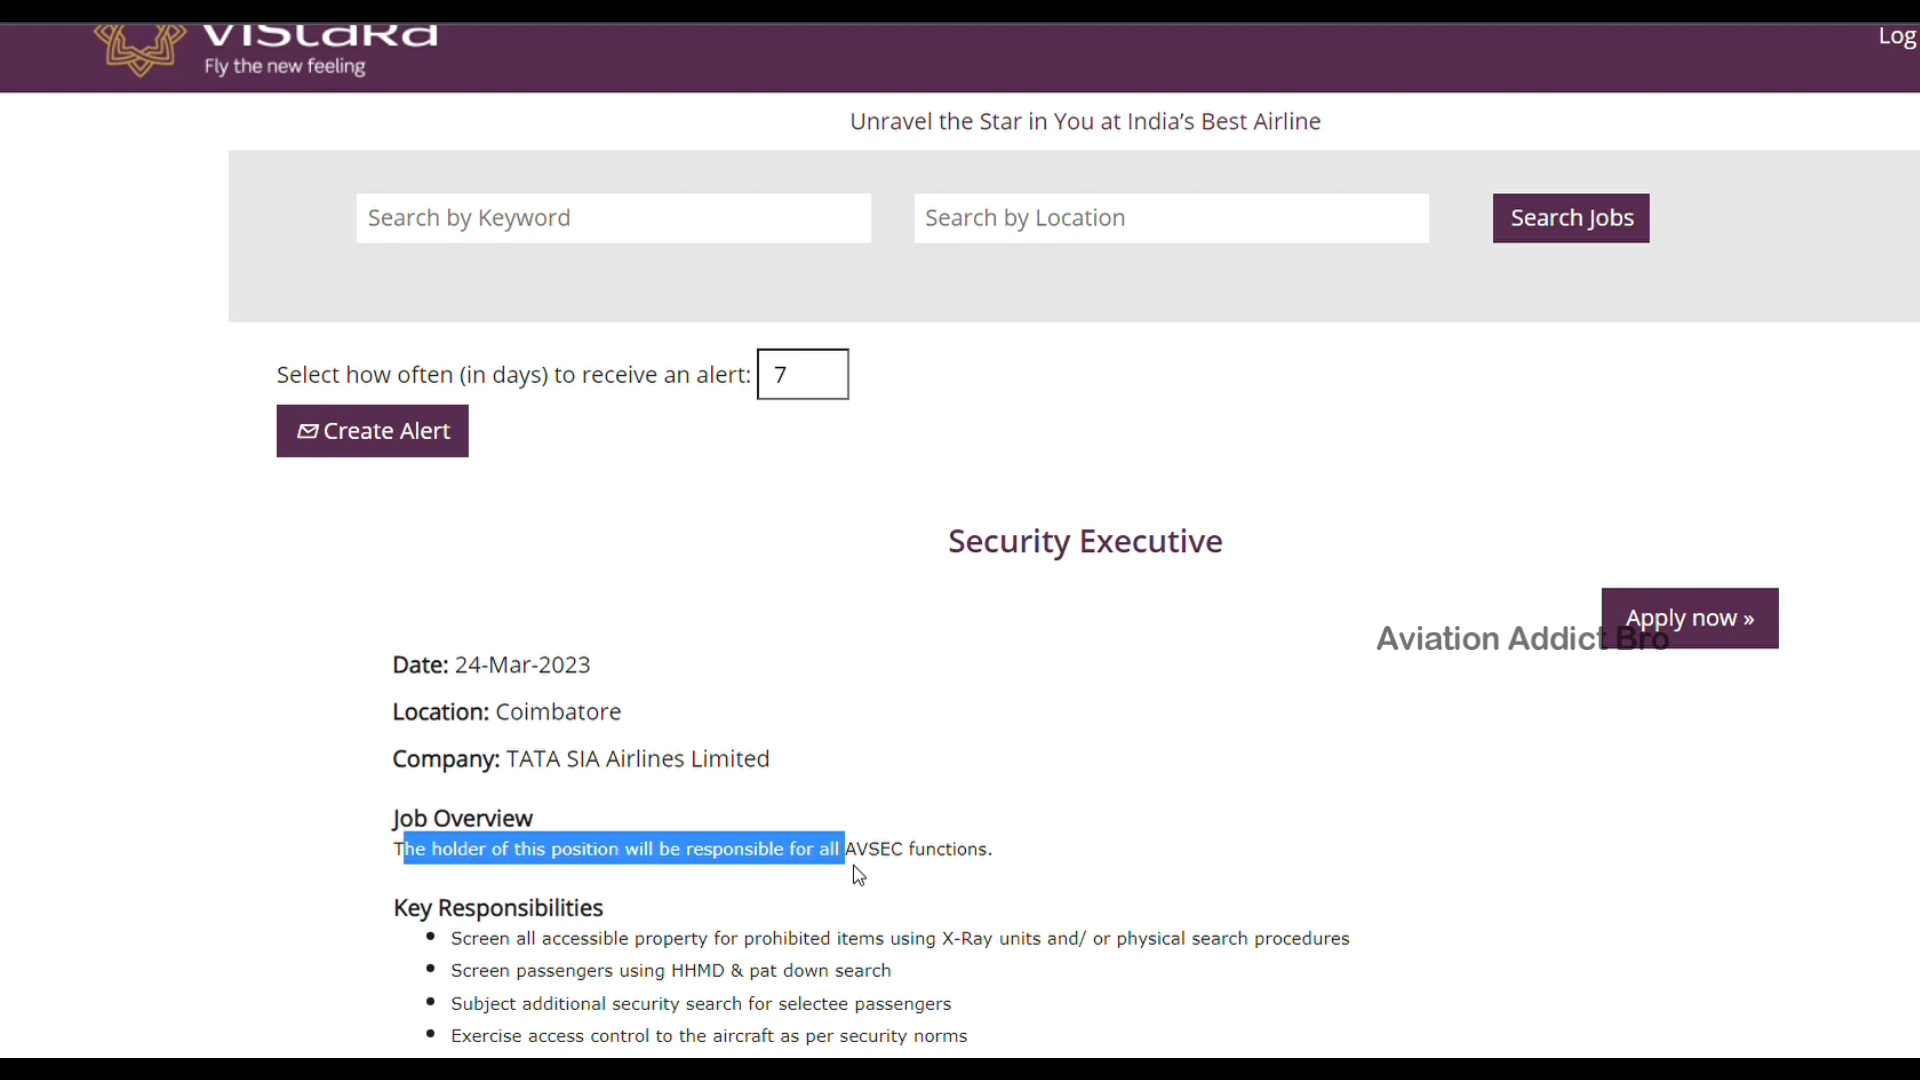 vistara
Fly the new feeling
Log
Unravel the Star in You at India’s Best Airline
Search by Keyword
Search by Location
Search Jobs
Select how often (in days) to receive an alert: 7
Create Alert
Security Executive
Apply now »
Aviation Addict Bro
Date: 24-Mar-2023
Location: Coimbatore
Company: TATA SIA Airlines Limited
Job Overview
The holder of this position will be responsible for all AVSEC functions.
Key Responsibilities
• Screen all accessible property for prohibited items using X-Ray units and/ or physical search procedures
• Screen passengers using HHMD & pat down search
• Subject additional security search for selectee passengers
• Exercise access control to the aircraft as per security norms